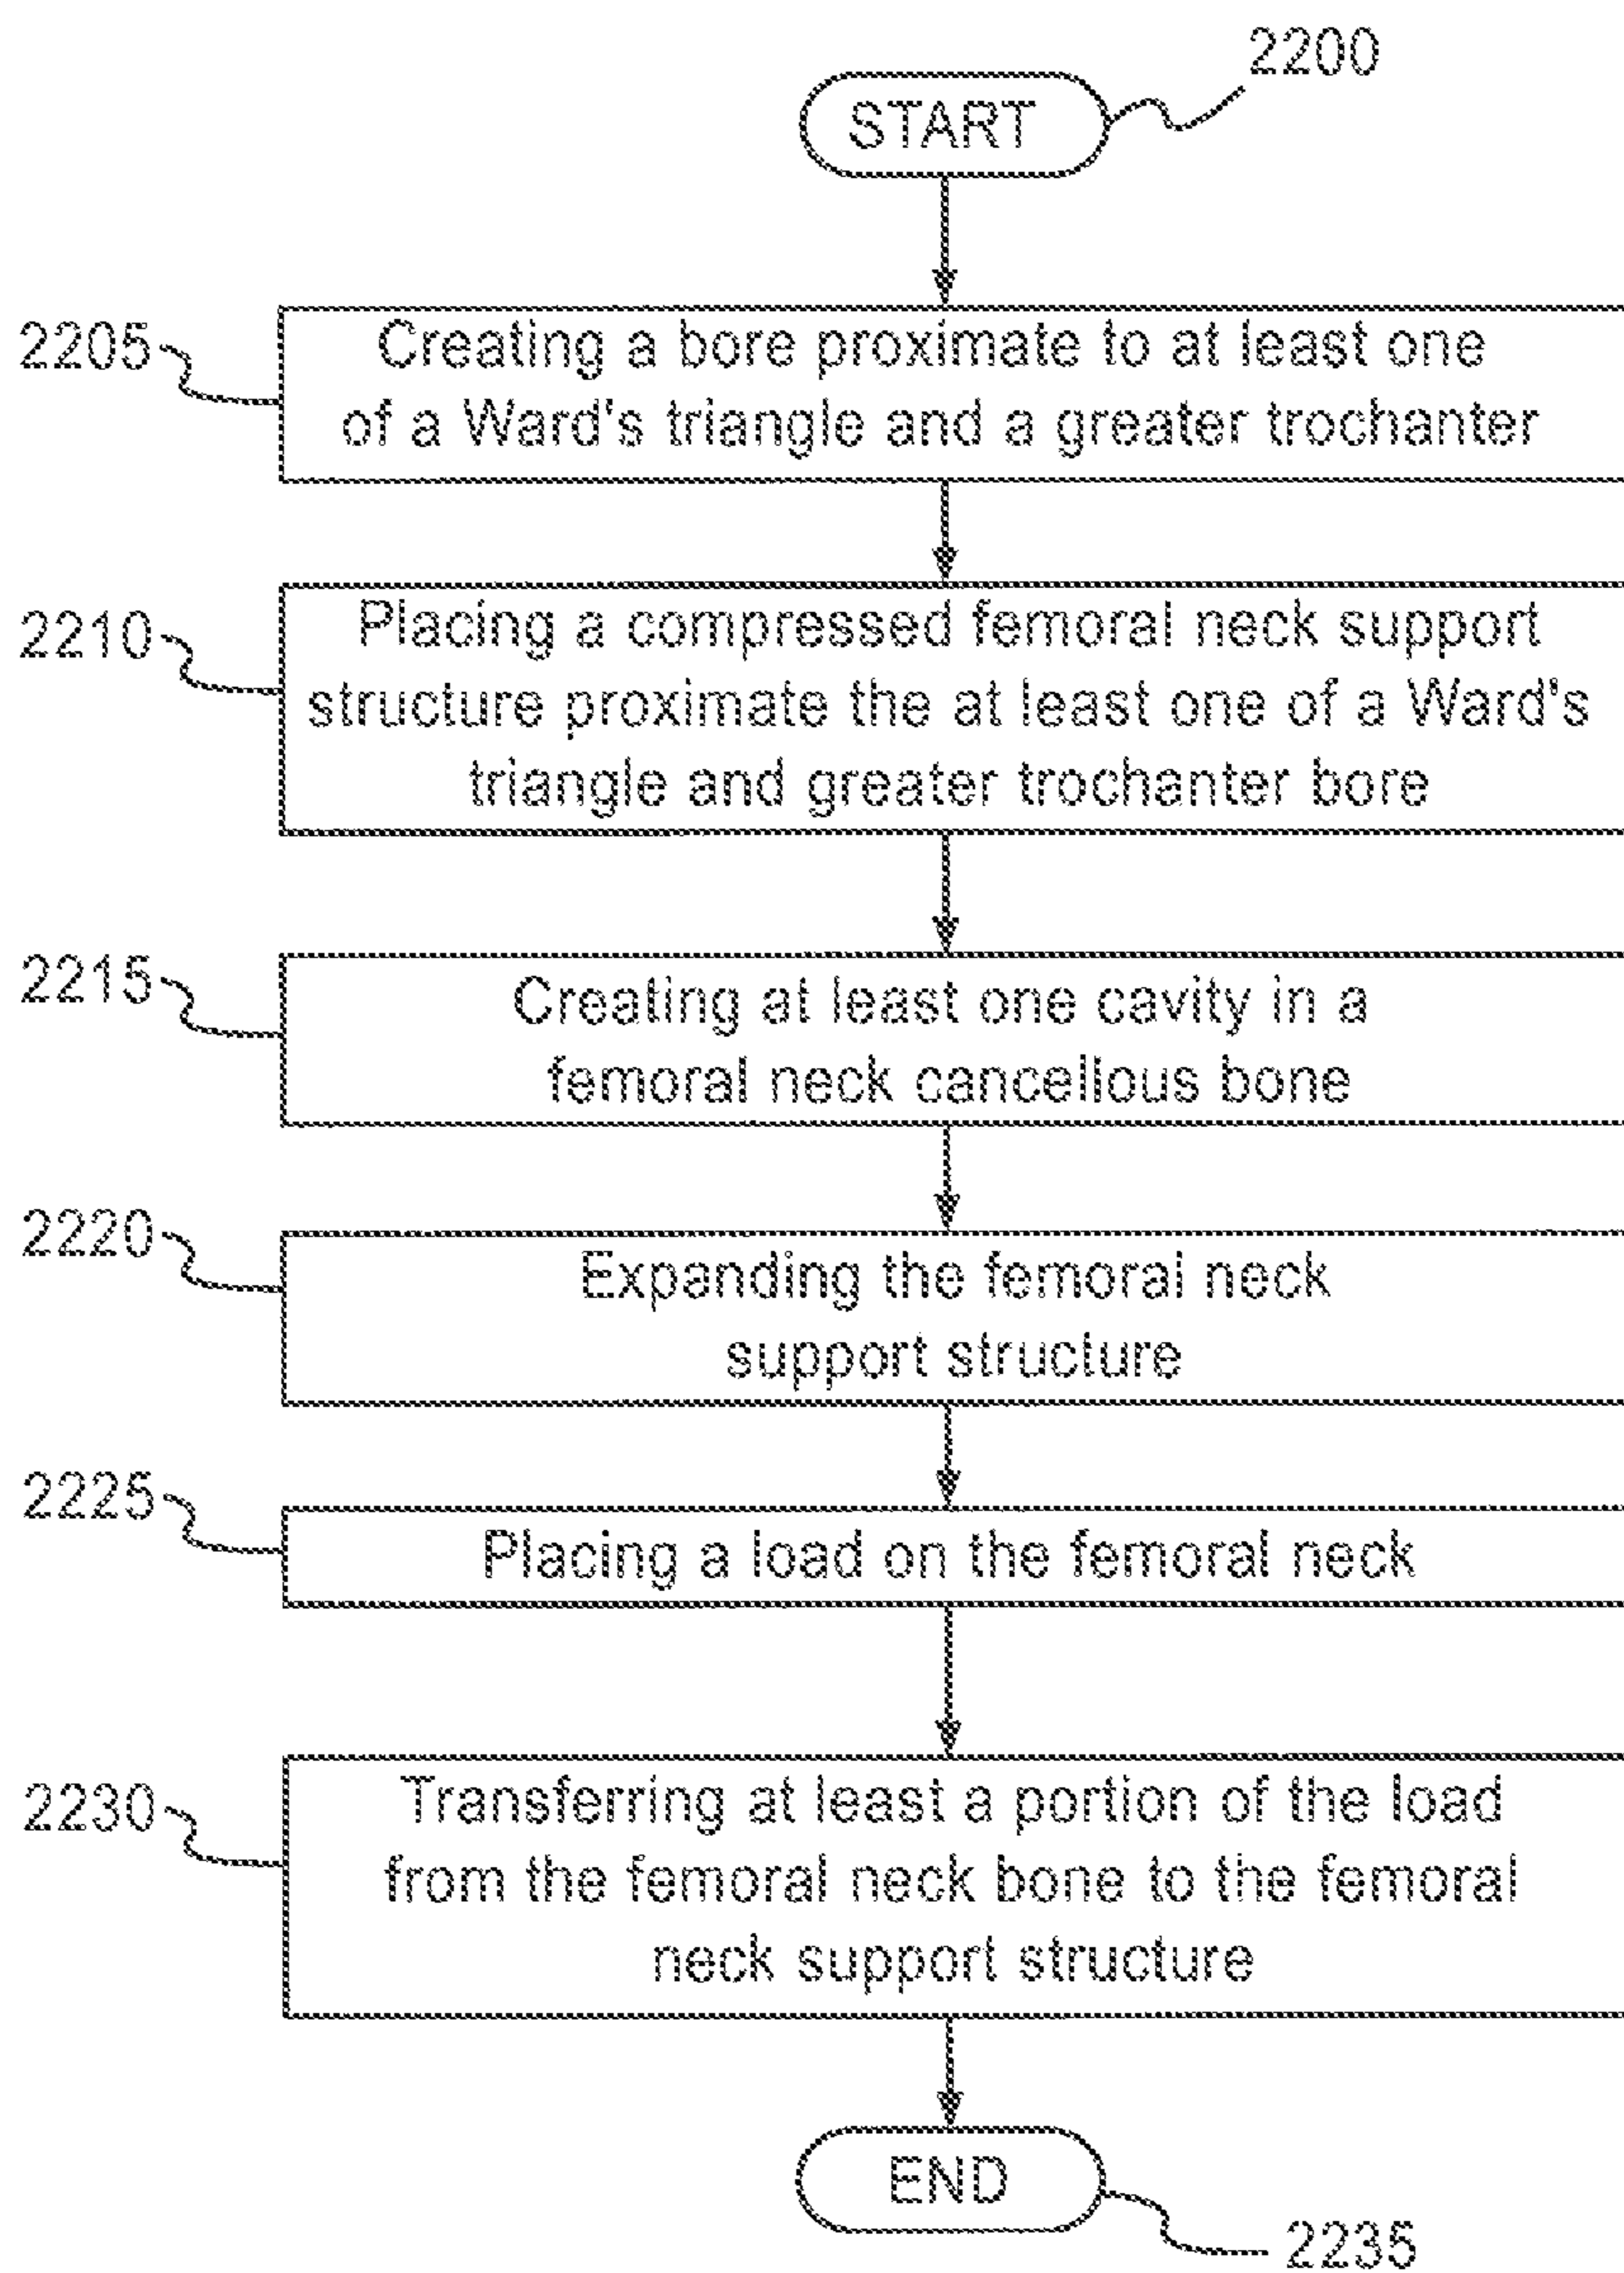 2200
START
2205
Creating a bore proximate to at least one
of a Ward's triangle and a greater trochanter
2210
Placing a compressed femoral neck support
structure proximate the at least one of a Ward's
triangle and greater trochanter bore
2215
Creating at least one cavity in a
femoral neck cancellous bone
2220
Expanding the femoral neck
support structure
2225
Placing a load on the femoral neck
2230
Transferring at least a portion of the load
from the femoral neck bone to the femoral
neck support structure
END
2235